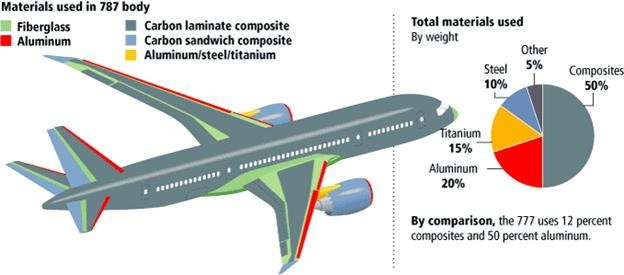 Materials used in 787 body
Fiberglass
Aluminum
Carbon laminate composite
Carbon sandwich composite
Aluminum/steel/titanium
Total materials used
By weight
Other
5%
Steel
10%
Composites
50%
Titanium
15%
Aluminum
20%
By comparison, the 777 uses 12 percent
composites and 50 percent aluminum.